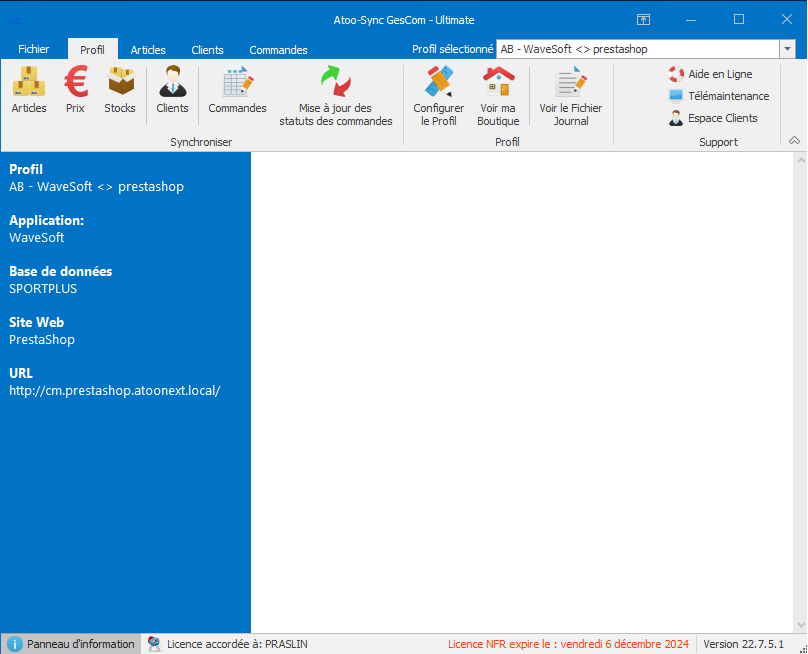 Atoo-Sync GesCom - Ultimate
Fichier Profil Articles Clients Commandes Profil sélectionné AB - WaveSoft <> prestashop
Articles Prix Stocks Clients Commandes Mise à jour des statuts des commandes
Synchroniser
Configurer le Profil Voir ma Boutique Voir le Fichier Journal
Profil
Aide en Ligne
Télémaintenance
Espace Clients
Support
Profil
AB - WaveSoft <> prestashop
Application:
WaveSoft
Base de données
SPORTPLUS
Site Web
PrestaShop
URL
http://cm.prestashop.atoonext.local/
Panneau d'information Licence accordée à: PRASLIN Licence NFR expire le : vendredi 6 décembre 2024 Version 22.7.5.1